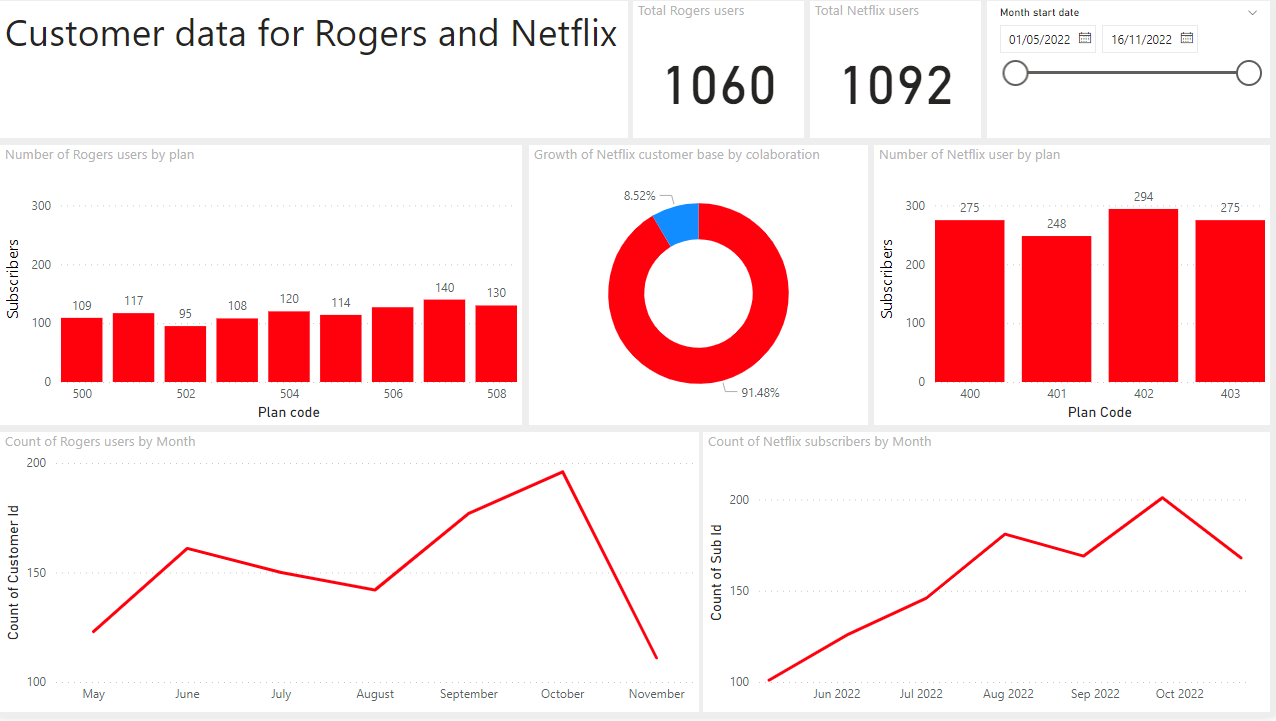 Customer data for Rogers and Netflix
Total Rogers users
1060
Total Netflix users
1092
Month start date
01/05/2022 16/11/2022
Number of Rogers users by plan
Subscribers
300
200
100
0
109 117 95 108 120 114 140 130
500 502 504 506 508
Plan code
Growth of Netflix customer base by colaboration
8.52%
91.48%
Number of Netflix user by plan
Subscribers
300
200
100
0
275 248 294 275
400 401 402 403
Plan Code
Count of Rogers users by Month
Count of Customer Id
200
150
100
May June July August September October November
Count of Netflix subscribers by Month
Count of Sub Id
200
150
100
Jun 2022 Jul 2022 Aug 2022 Sep 2022 Oct 2022